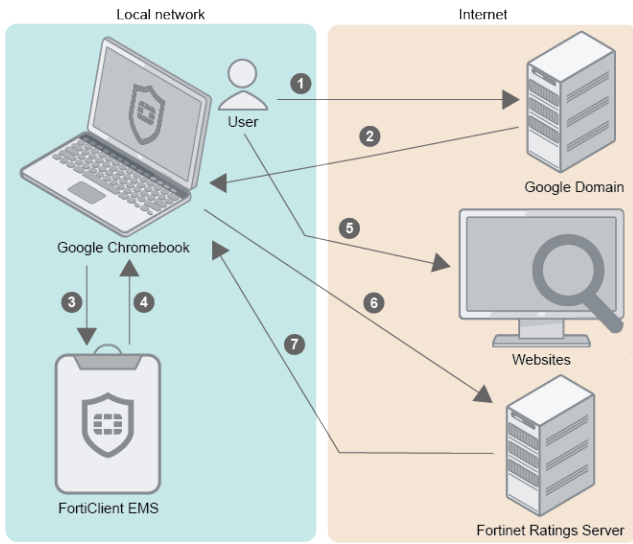 Local network
Internet
1
User
2
Google Domain
Google Chromebook
5
3
4
6
7
Websites
FortiClient EMS
Fortinet Ratings Server